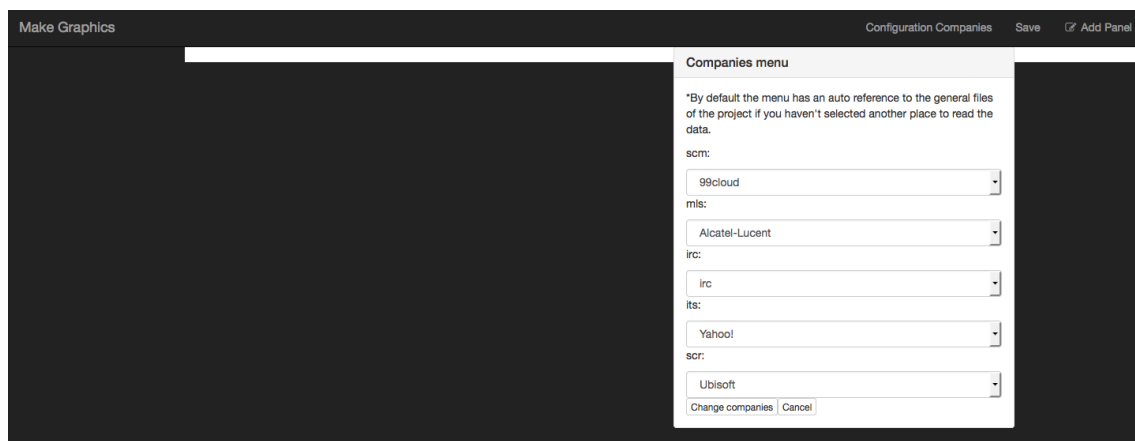 Make Graphics
Configuration Companies
Save
Add Panel
Companies menu
*By default the menu has an auto reference to the general files
of the project if you haven't selected another place to read the
data.
scm:
99cloud
mls:
Alcatel-Lucent
irc:
irc
its:
Yahoo!
scr:
Ubisoft
Change companies
Cancel